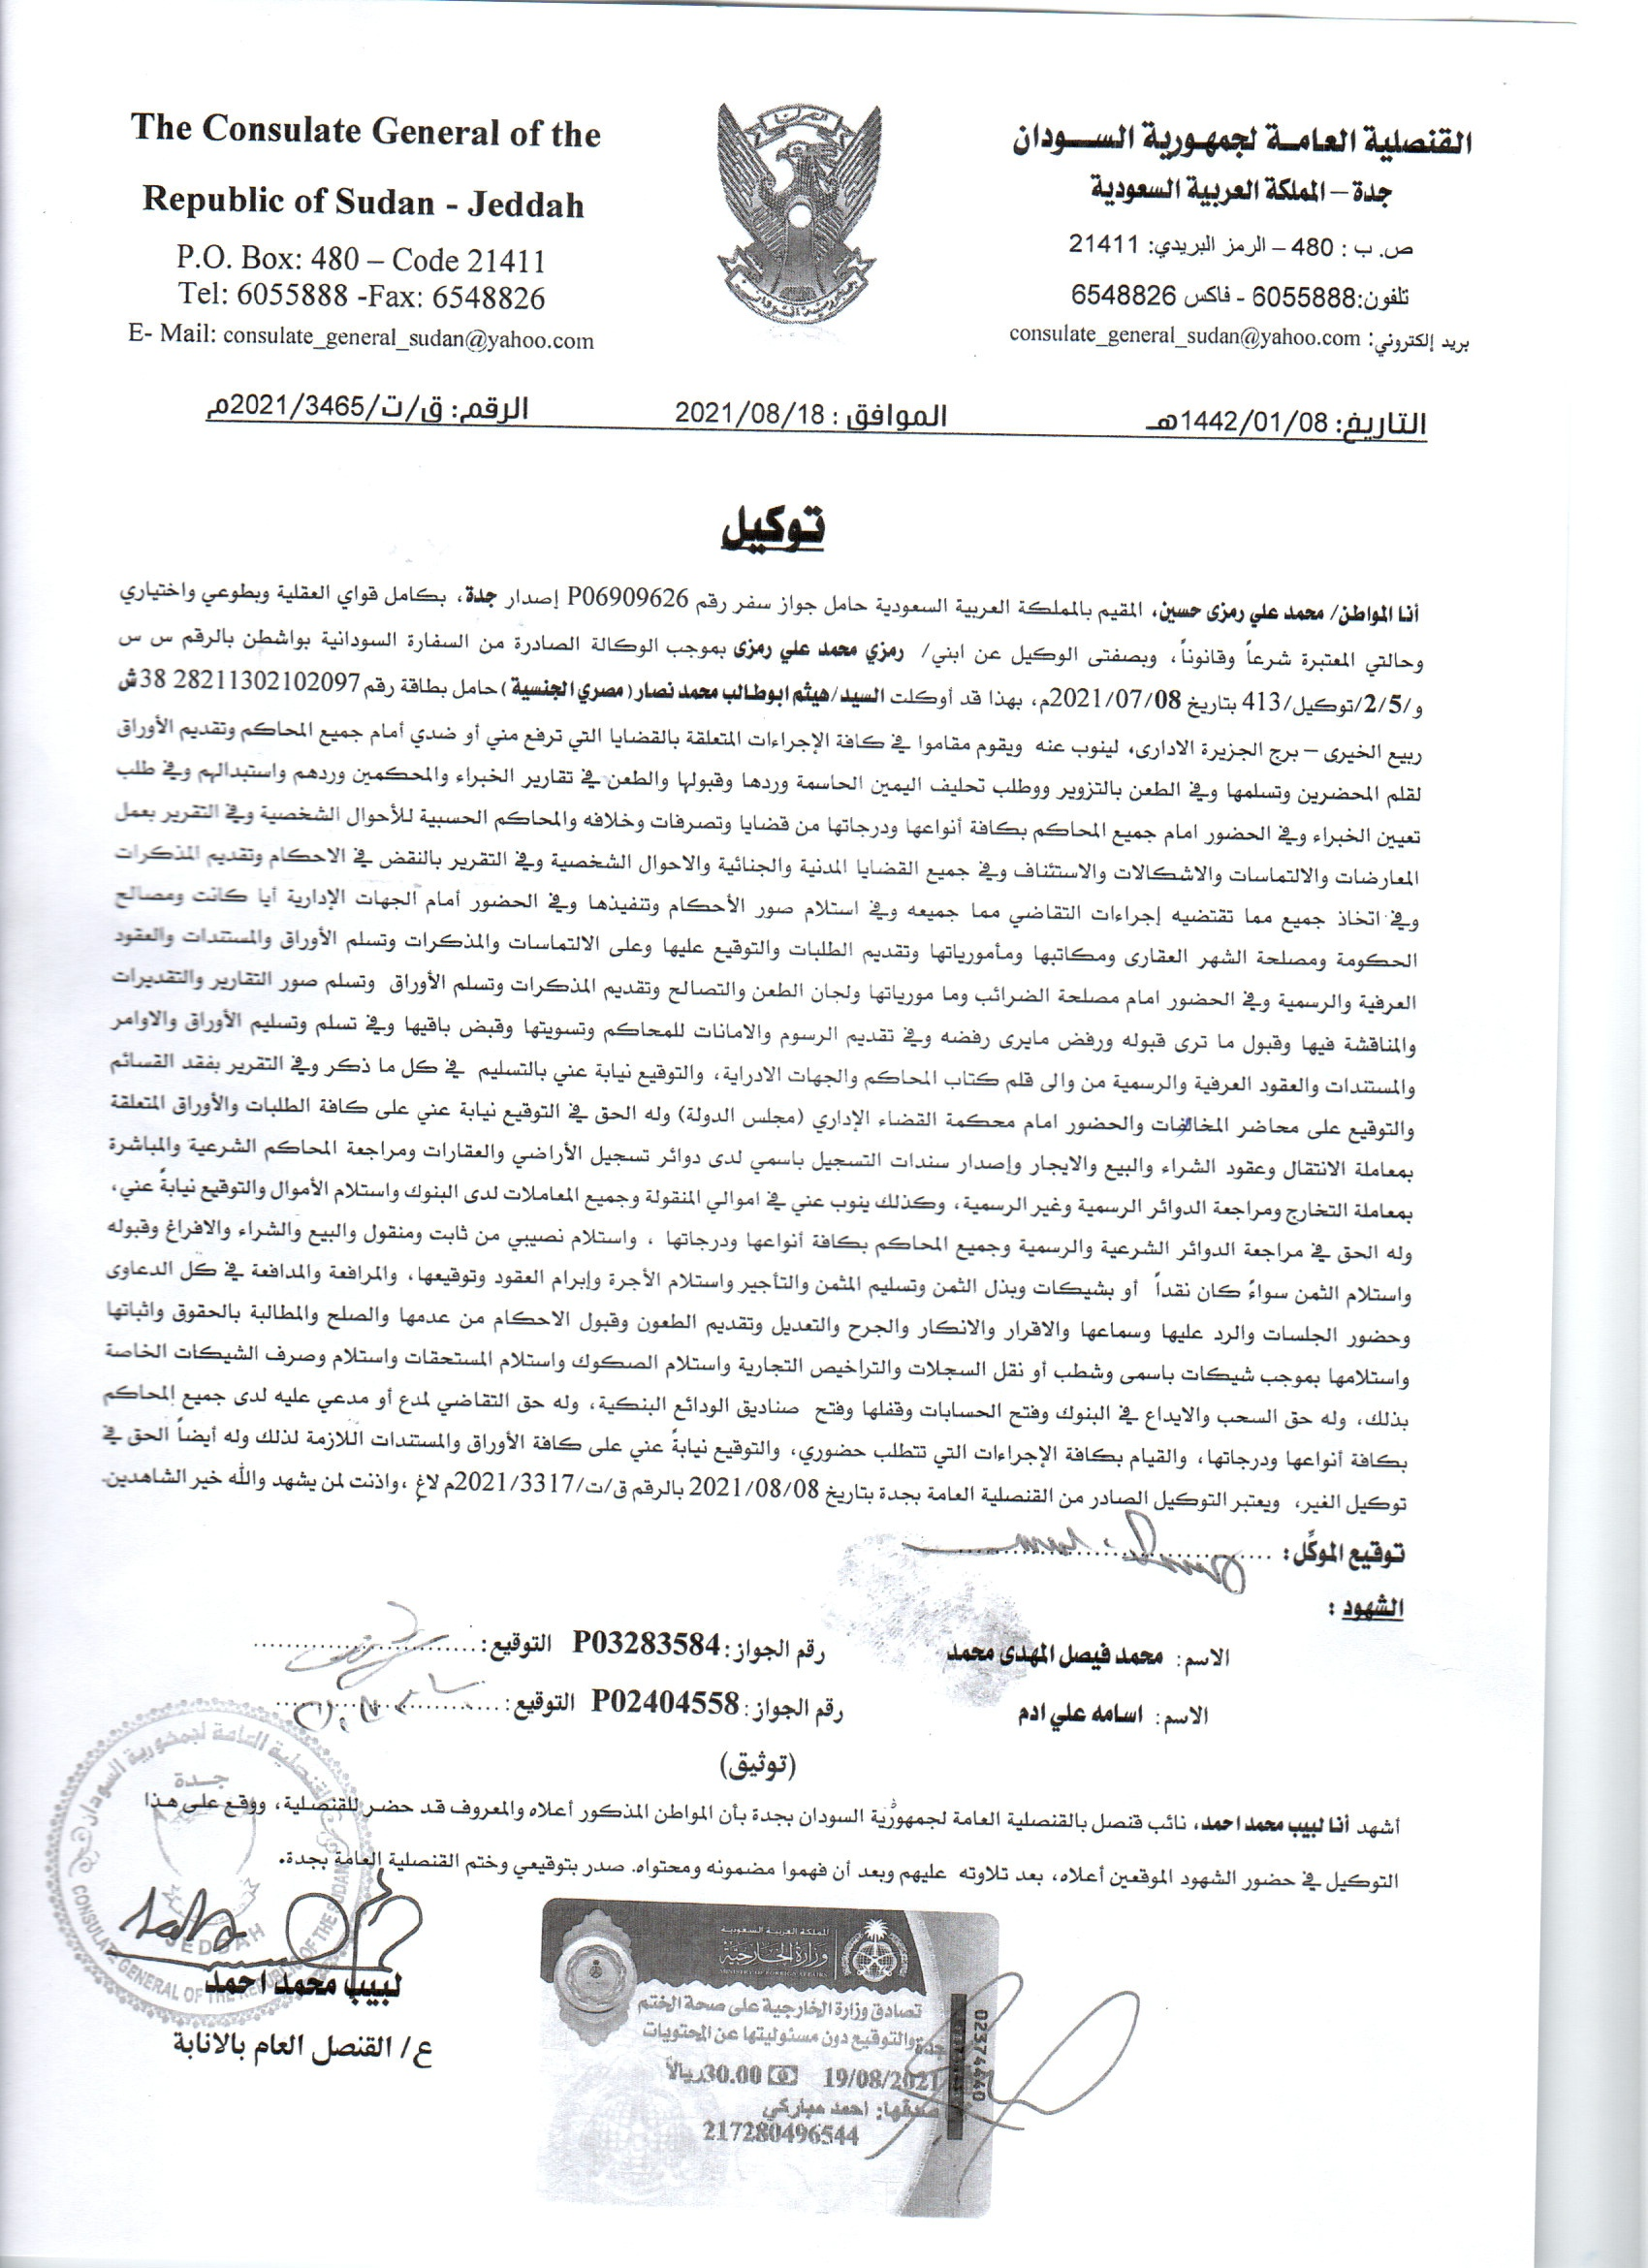 The Consulate General of the
Republic of Sudan - Jeddah
P.O. Box: 480 – Code 21411
Tel: 6055888 -Fax: 6548826
E- Mail: consulate_general_sudan@yahoo.com
القنصلية العامة لجمهورية الســودان
جدة – المملكة العربية السعودية
ص. ب : 480 – الرمز البريدي: 21411
تلفون:6055888 - فاكس 6548826
بريد إلكتروني: consulate_general_sudan@yahoo.com
التاريخ: 1442/01/08هـ الموافق : 2021/08/18 الرقم: ق/ت/2021/3465م
توكيل
أنا المواطن/ محمد علي رمزى حسين، المقيم بالمملكة العربية السعودية حامل جواز سفر رقم P06909626 إصدار جدة، بكامل قواي العقلية وبطوعي واختياري
وحالتي المعتبرة شرعاً وقانوناً، وبصفتى الوكيل عن ابني/ رمزي محمد علي رمزى بموجب الوكالة الصادرة من السفارة السودانية بواشطن بالرقم س س
و/2/5/توكيل/413 بتاريخ 2021/07/08م، بهذا قد أوكلت السيد/هيثم ابوطالب محمد نصار( مصري الجنسية ) حامل بطاقة رقم 28211302102097 38ش
ربيع الخيرى – برج الجزيرة الادارى، لينوب عنه ويقوم مقاموا في كافة الإجراءات المتعلقة بالقضايا التي ترفع مني أو ضدي أمام جميع المحاكم وتقديم الأوراق
لقلم المحضرين وتسلمها وفي الطعن بالتزوير ووطلب تحليف اليمين الحاسمة وردها وقبولها والطعن في تقارير الخبراء والمحكمين وردهم واستبدالهم وفي طلب
تعيين الخبراء وفي الحضور امام جميع المحاكم بكافة أنواعها ودرجاتها من قضايا وتصرفات وخلافه والمحاكم الحسبية للأحوال الشخصية وفي التقرير بعمل
المعارضات والالتماسات والاشكالات والاستئناف وفي جميع القضايا المدنية والجنائية والاحوال الشخصية وفي التقرير بالنقض في الاحكام وتقديم المذكرات
وفي اتخاذ جميع مما تقتضيه إجراءات التقاضي مما جميعه وفي استلام صور الأحكام وتنفيذها وفي الحضور أمام الجهات الإدارية أيا كانت ومصالح
الحكومة ومصلحة الشهر العقارى ومكاتبها ومأمورياتها وتقديم الطلبات والتوقيع عليها وعلى الالتماسات والمذكرات وتسلم الأوراق والمستندات والعقود
العرفية والرسمية وفي الحضور امام مصلحة الضرائب وما مورياتها ولجان الطعن والتصالح وتقديم المذكرات وتسلم الأوراق وتسلم صور التقارير والتقديرات
والمناقشة فيها وقبول ما ترى قبوله ورفض مايرى رفضه وفي تقديم الرسوم والامانات للمحاكم وتسويتها وقبض باقيها وفي تسلم وتسليم الأوراق والاوامر
والمستندات والعقود العرفية والرسمية من والى قلم كتاب المحاكم والجهات الادراية، والتوقيع نيابة عني بالتسليم في كل ما ذكر وفي التقرير بفقد القسائم
والتوقيع على محاضر المخالفات والحضور امام محكمة القضاء الإداري (مجلس الدولة) وله الحق في التوقيع نيابة عني على كافة الطلبات والأوراق المتعلقة
بمعاملة الانتقال وعقود الشراء والبيع والايجار وإصدار سندات التسجيل باسمي لدى دوائر تسجيل الأراضي والعقارات ومراجعة المحاكم الشرعية والمباشرة
بمعاملة التخارج ومراجعة الدوائر الرسمية وغير الرسمية، وكذلك ينوب عني في اموالي المنقولة وجميع المعاملات لدى البنوك واستلام الأموال والتوقيع نيابةً عني،
وله الحق في مراجعة الدوائر الشرعية والرسمية وجميع المحاكم بكافة أنواعها ودرجاتها ، واستلام نصيبي من ثابت ومنقول والبيع والشراء والافراغ وقبوله
واستلام الثمن سواءً كان نقداً أو بشيكات وبذل الثمن وتسليم المثمن والتأجير واستلام الأجرة وإبرام العقود وتوقيعها، والمرافعة والمدافعة في كل الدعاوى
وحضور الجلسات والرد عليها وسماعها والاقرار والانكار والجرح والتعديل وتقديم الطعون وقبول الاحكام من عدمها والصلح والمطالبة بالحقوق واثباتها
واستلامها بموجب شيكات باسمى وشطب أو نقل السجلات والتراخيص التجارية واستلام الصكوك واستلام المستحقات واستلام وصرف الشيكات الخاصة
بذلك، وله حق السحب والايداع في البنوك وفتح الحسابات وقفلها وفتح صناديق الودائع البنكية، وله حق التقاضي لمدع أو مدعي عليه لدى جميع المحاكم
بكافة أنواعها ودرجاتها، والقيام بكافة الإجراءات التي تتطلب حضوري، والتوقيع نيابةً عني على كافة الأوراق والمستندات اللازمة لذلك وله أيضاً الحق في
توكيل الغير، ويعتبر التوكيل الصادر من القنصلية العامة بجدة بتاريخ 2021/08/08 بالرقم ق/ت/2021/3317م لاغٍ ،واذنت لمن يشهد والله خير الشاهدين.
توقيع الموكِّل: ........................................
الشهود :
الاسم: محمد فيصل المهدى محمد رقم الجواز: P03283584 التوقيع: ...........................
الاسم: اسامه علي ادم رقم الجواز: P02404558 التوقيع: ...........................
(توثيق)
أشهد أنا لبيب محمد احمد، نائب قنصل بالقنصلية العامة لجمهورية السودان بجدة بأن المواطن المذكور أعلاه والمعروف قد حضر للقنصلية، ووقع على هذا
التوكيل في حضور الشهود الموقعين أعلاه، بعد تلاوته عليهم وبعد أن فهموا مضمونه ومحتواه. صدر بتوقيعي وختم القنصلية العامة بجدة.
القنصلية العامة لجمهورية السودان
جــدة
JEDDAH
CONSULATE GENERAL OF THE REPUBLIC OF THE SUDAN
لبيب محمد احمد
ع/ القنصل العام بالانابة
المملكة العربية السعودية
وزارة الخارجية
MINISTRY OF FOREIGN AFFAIRS
تصادق وزارة الخارجية على صحة الختم
والتوقيع دون مسئوليتها عن المحتويات
جدة
19/08/2021 30.00ريالاً
صدقها: احمد مباركي
217280496544
02374440